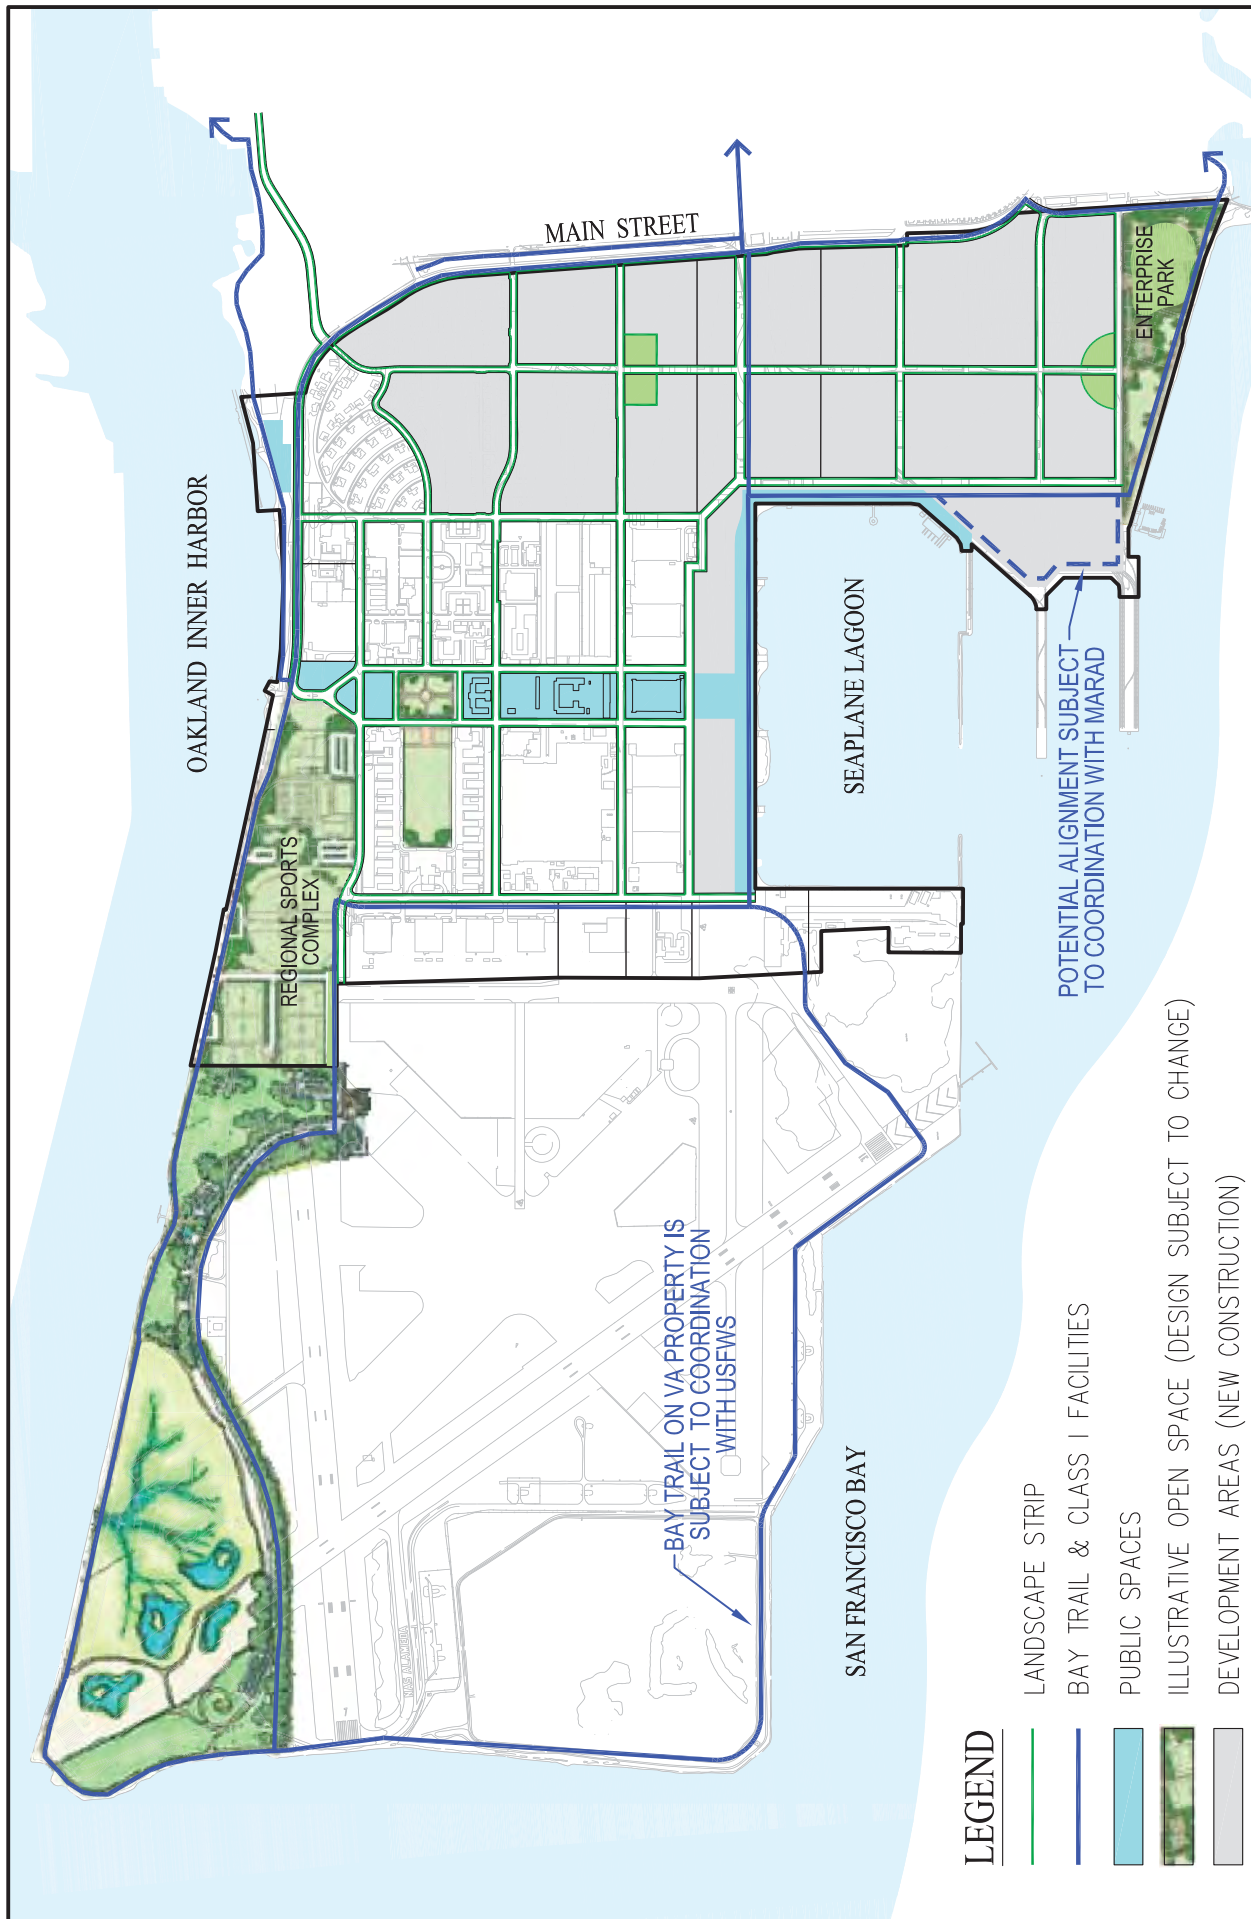 OAKLAND INNER HARBOR
MAIN STREET
REGIONAL SPORTS
COMPLEX
ENTERPRISE
PARK
SEAPLANE LAGOON
POTENTIAL ALIGNMENT SUBJECT
TO COORDINATION WITH MARAD
BAY TRAIL ON VA PROPERTY IS
SUBJECT TO COORDINATION
WITH USFWS
NAS ALAMEDA
SAN FRANCISCO BAY
LEGEND
LANDSCAPE STRIP
BAY TRAIL & CLASS I FACILITIES
PUBLIC SPACES
ILLUSTRATIVE OPEN SPACE (DESIGN SUBJECT TO CHANGE)
DEVELOPMENT AREAS (NEW CONSTRUCTION)